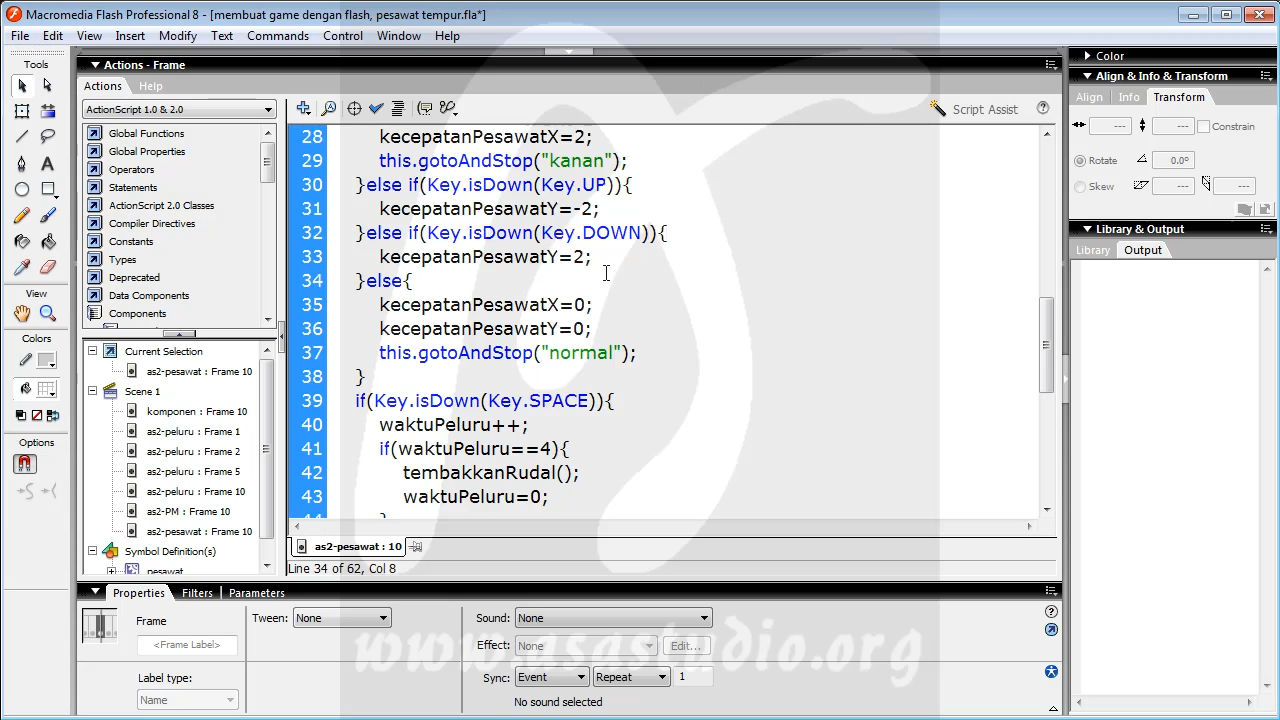 Macromedia Flash Professional 8 - [membuat game dengan flash, pesawat tempur.fla*]
File Edit View Insert Modify Text Commands Control Window Help
Tools
View
Colors
Options
Actions - Frame
Actions Help
ActionScript 1.0 & 2.0
Global Functions
Global Properties
Operators
Statements
ActionScript 2.0 Classes
Compiler Directives
Constants
Types
Deprecated
Data Components
Components
Current Selection
as2-pesawat : Frame 10
Scene 1
komponen : Frame 10
as2-peluru : Frame 1
as2-peluru : Frame 2
as2-peluru : Frame 5
as2-peluru : Frame 10
as2-PM : Frame 10
as2-pesawat : Frame 10
Symbol Definition(s)
pesawat
Script Assist
28 kecepatanPesawatX=2;
29 this.gotoAndStop("kanan");
30 }else if(Key.isDown(Key.UP)){
31 kecepatanPesawatY=-2;
32 }else if(Key.isDown(Key.DOWN)){
33 kecepatanPesawatY=2;
34 }else{
35 kecepatanPesawatX=0;
36 kecepatanPesawatY=0;
37 this.gotoAndStop("normal");
38 }
39 if(Key.isDown(Key.SPACE)){
40 waktuPeluru++;
41 if(waktuPeluru==4){
42 tembakkanRudal();
43 waktuPeluru=0;
44 }
as2-pesawat : 10
Line 34 of 62, Col 8
Properties Filters Parameters
Frame
<Frame Label>
Label type:
Name
Tween: None
Sound: None
Effect: None Edit...
Sync: Event Repeat 1
No sound selected
Color
Align & Info & Transform
Align Info Transform
--- --- Constrain
Rotate 0.0°
Skew --- ---
Library & Output
Library Output
www.asastudio.org